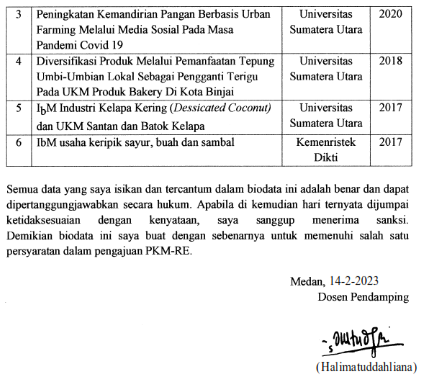 3 Peningkatan Kemandirian Pangan Berbasis Urban Universitas 2020
Farming Melalui Media Sosial Pada Masa Sumatera Utara
Pandemi Covid 19
4 Diversifikasi Produk Melalui Pemanfaatan Tepung Universitas 2018
Umbi-Umbian Lokal Sebagai Pengganti Terigu Sumatera Utara
Pada UKM Produk Bakery Di Kota Binjai
5 IbM Industri Kelapa Kering (Dessicated Coconut) Universitas 2017
dan UKM Santan dan Batok Kelapa Sumatera Utara
6 IbM usaha keripik sayur, buah dan sambal Kemenristek 2017
Dikti
Semua data yang saya isikan dan tercantum dalam biodata ini adalah benar dan dapat
dipertanggungjawabkan secara hukum. Apabila di kemudian hari ternyata dijumpai
ketidaksesuaian dengan kenyataan, saya sanggup menerima sanksi.
Demikian biodata ini saya buat dengan sebenarnya untuk memenuhi salah satu
persyaratan dalam pengajuan PKM-RE.
Medan, 14-2-2023
Dosen Pendamping
(Halimatuddahliana)